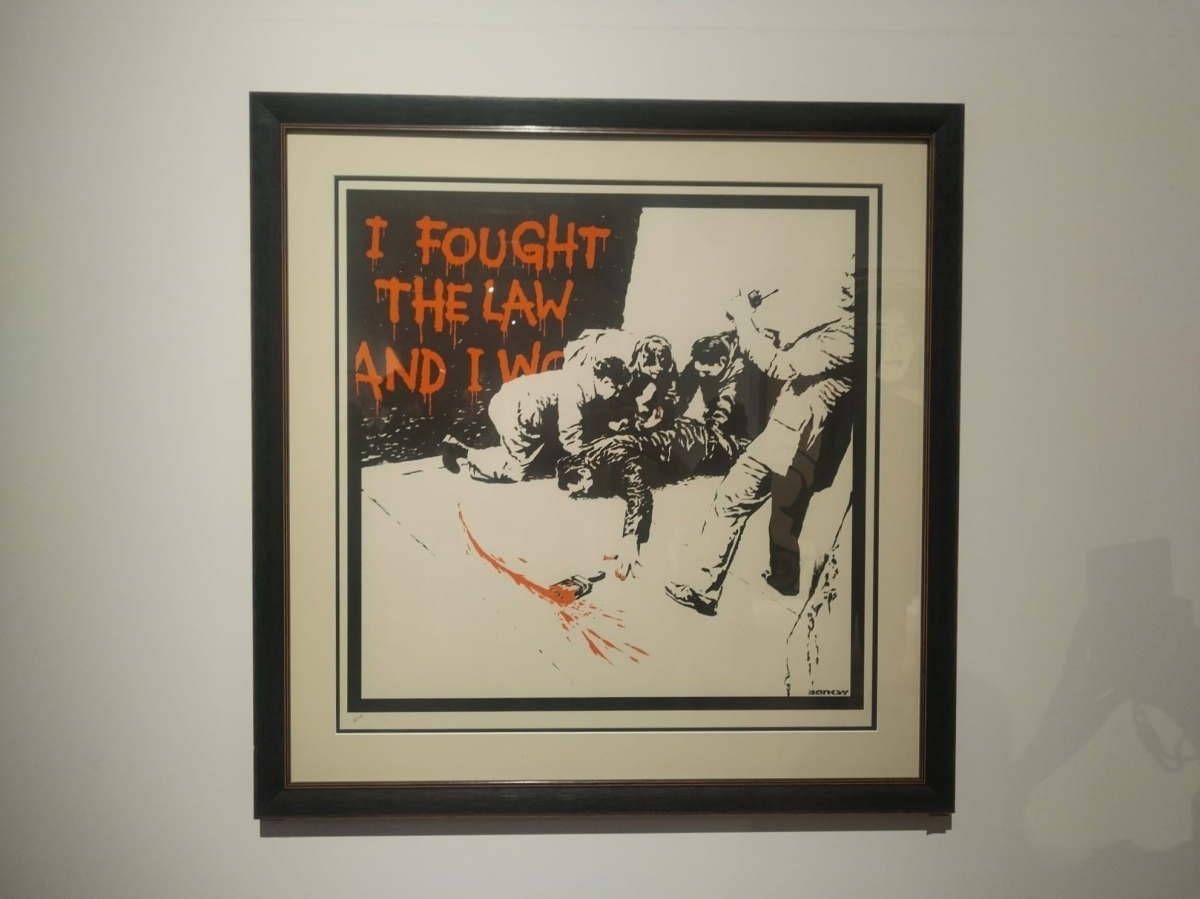 I FOUGHT
THE LAW
AND I WO
BANKSY